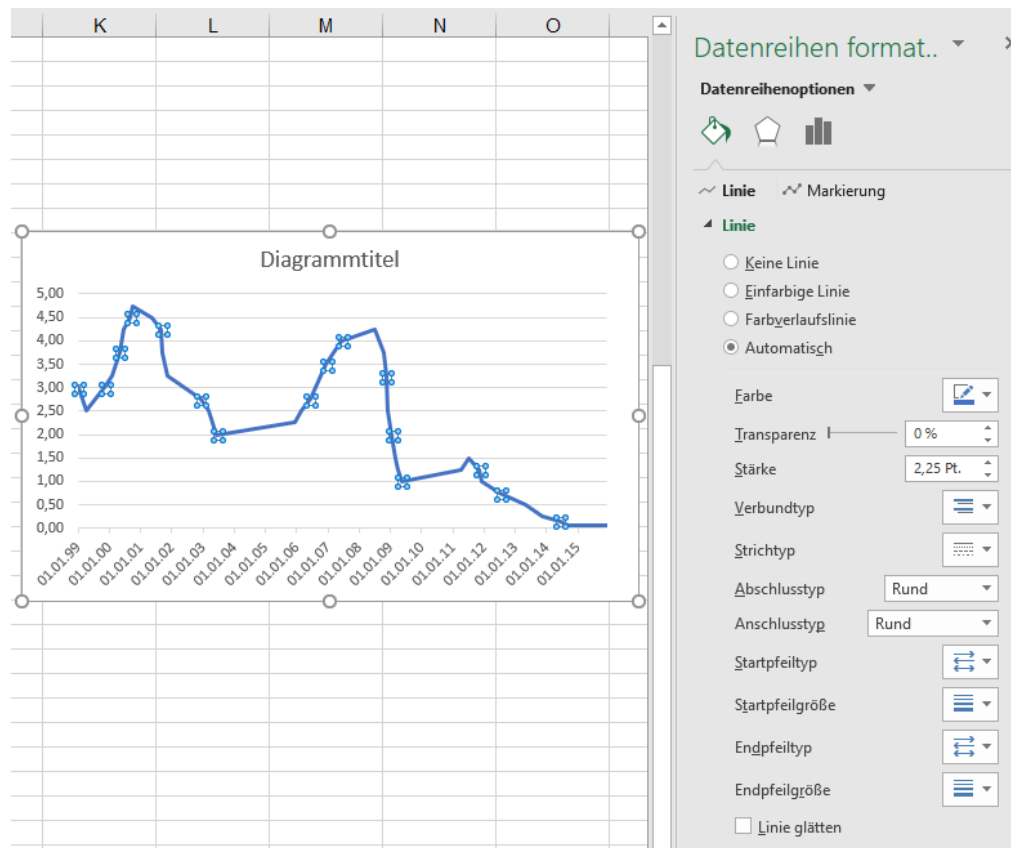 K L M N O
Diagrammtitel
5,00
4,50
4,00
3,50
3,00
2,50
2,00
1,50
1,00
0,50
0,00
01.01.99 01.01.00 01.01.01 01.01.02 01.01.03 01.01.04 01.01.05 01.01.06 01.01.07 01.01.08 01.01.09 01.01.10 01.01.11 01.01.12 01.01.13 01.01.14 01.01.15
Datenreihen format..
Datenreihenoptionen
Linie Markierung
Linie
Keine Linie
Einfarbige Linie
Farbverlaufslinie
Automatisch
Farbe
Transparenz 0 %
Stärke 2,25 Pt.
Verbundtyp
Strichtyp
Abschlusstyp Rund
Anschlusstyp Rund
Startpfeiltyp
Startpfeilgröße
Endpfeiltyp
Endpfeilgröße
Linie glätten